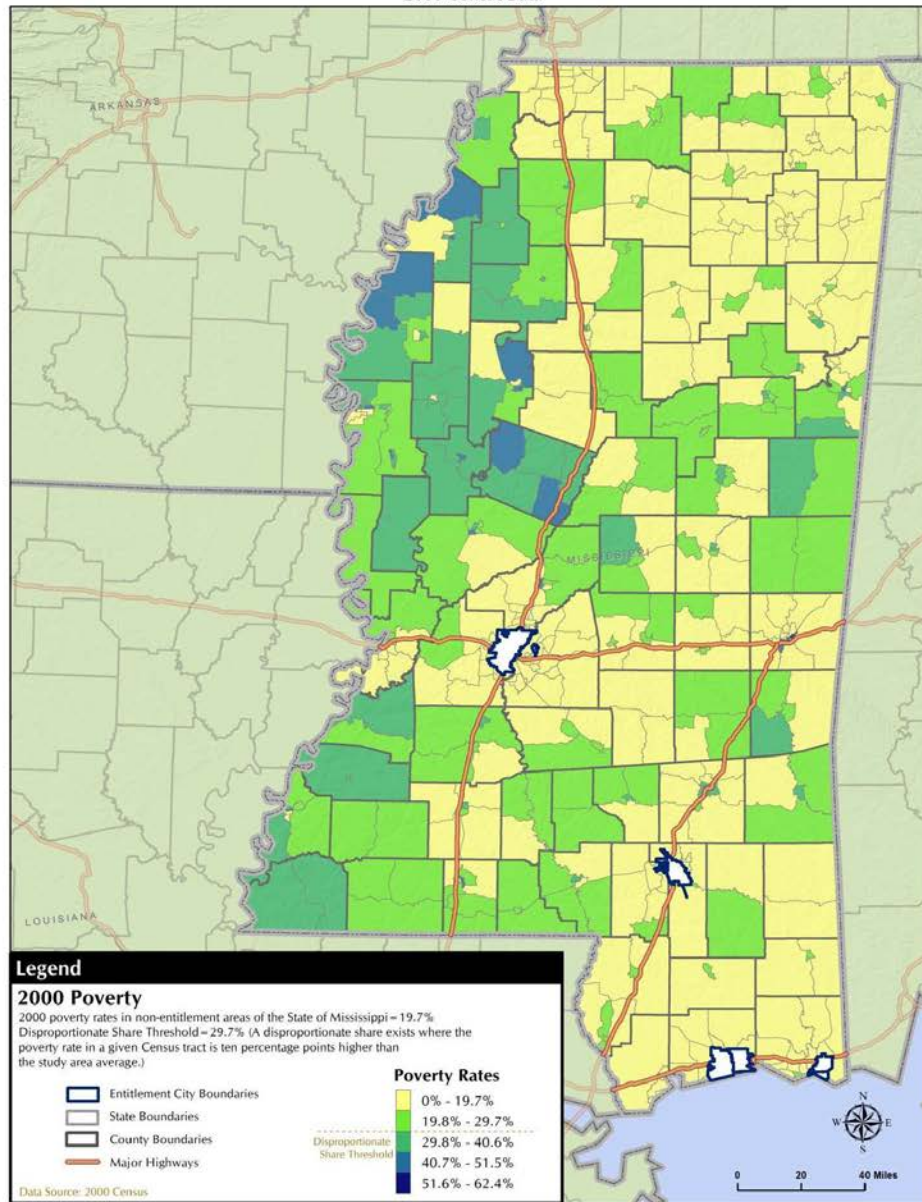 ARKANSAS
MISSISSIPPI
LOUISIANA
Legend
2000 Poverty
2000 poverty rates in non-entitlement areas of the State of Mississippi = 19.7%
Disproportionate Share Threshold = 29.7% (A disproportionate share exists where the
poverty rate in a given Census tract is ten percentage points higher than
the study area average.)
Entitlement City Boundaries
State Boundaries
County Boundaries
Major Highways
Data Source: 2000 Census
Poverty Rates
0% - 19.7%
19.8% - 29.7%
Disproportionate
Share Threshold
29.8% - 40.6%
40.7% - 51.5%
51.6% - 62.4%
N
W E
S
0 20 40 Miles